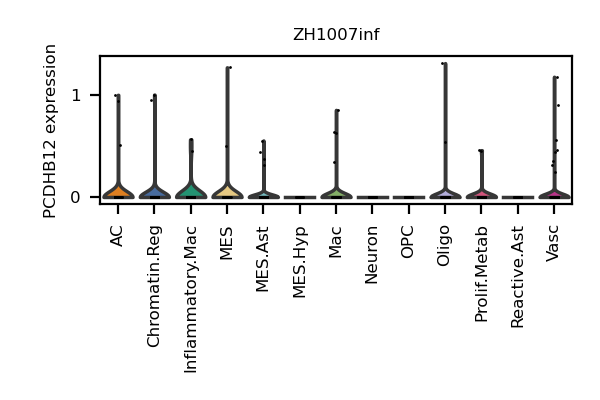 ZH1007inf
PCDHB12 expression
1
0
AC
Chromatin.Reg
Inflammatory.Mac
MES
MES.Ast
MES.Hyp
Mac
Neuron
OPC
Oligo
Prolif.Metab
Reactive.Ast
Vasc